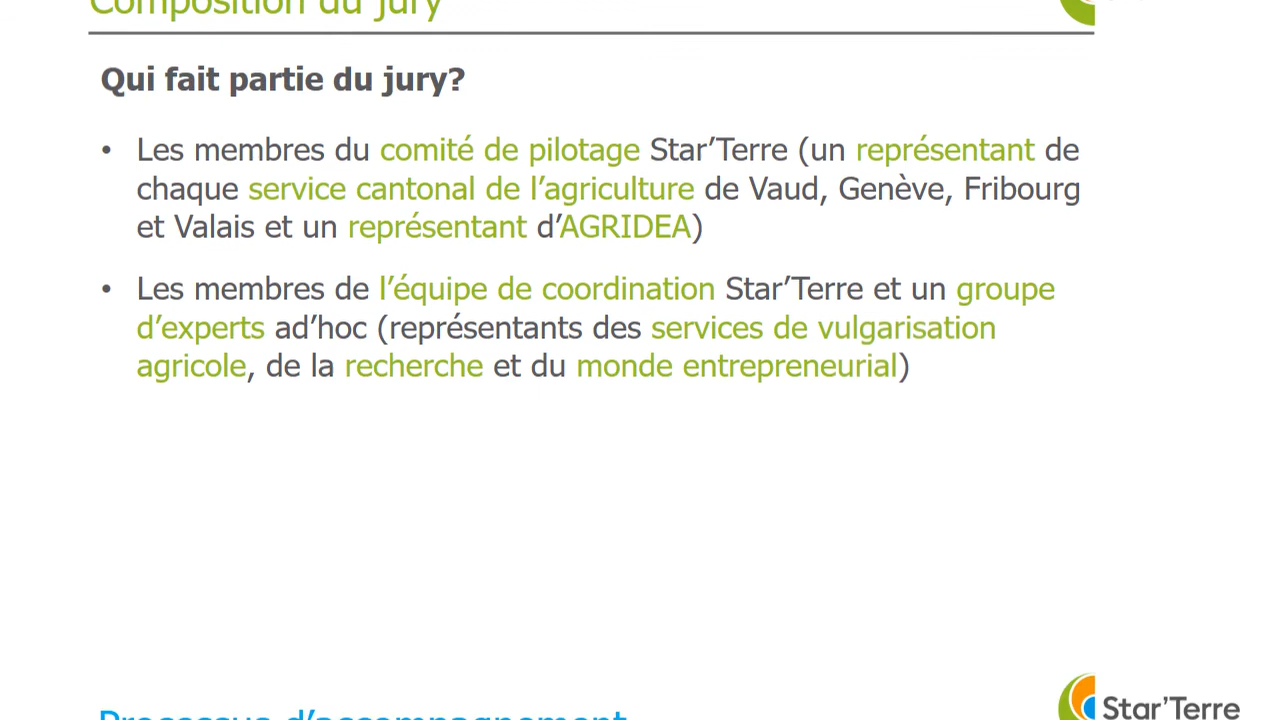 Composition du jury
Qui fait partie du jury?
• Les membres du comité de pilotage Star’Terre (un représentant de
chaque service cantonal de l’agriculture de Vaud, Genève, Fribourg
et Valais et un représentant d’AGRIDEA)
• Les membres de l’équipe de coordination Star’Terre et un groupe
d’experts ad’hoc (représentants des services de vulgarisation
agricole, de la recherche et du monde entrepreneurial)
Processus d’accompagnement
Star’Terre